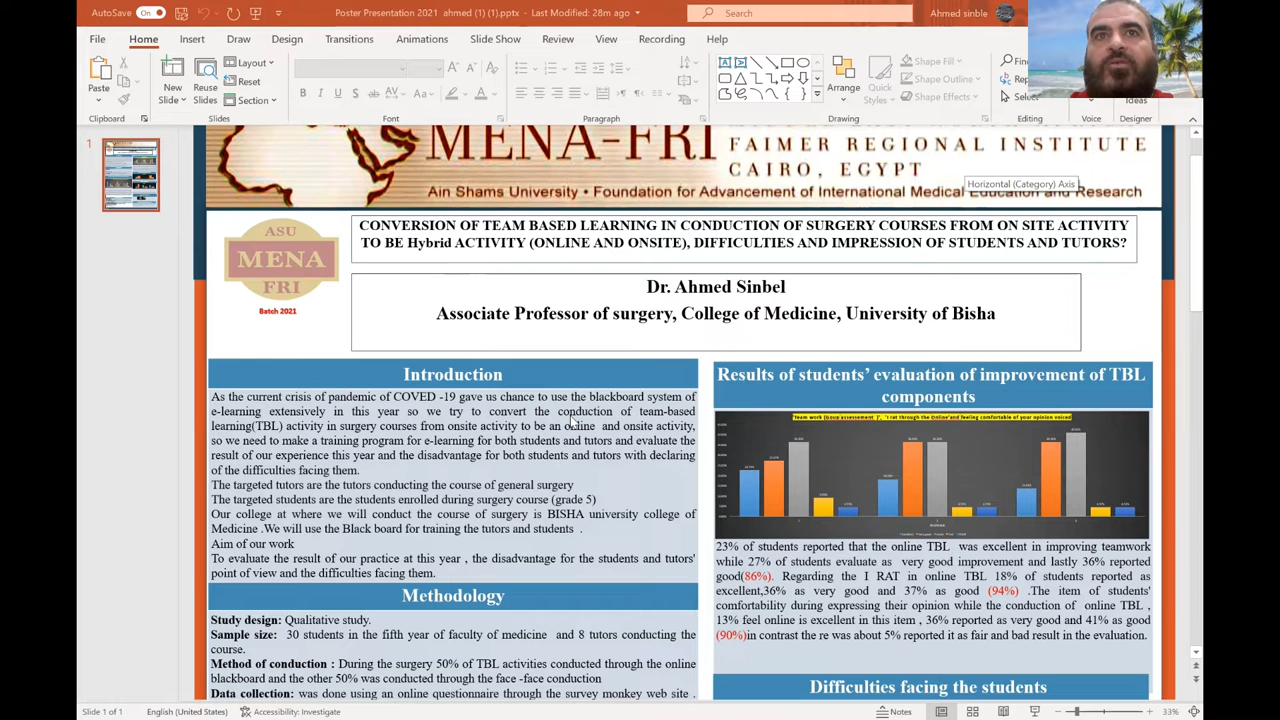 AutoSave On Poster Presentation 2021 ahmed (1) (1).pptx - Last Modified: 28m ago Search Ahmed sinble
File Home Insert Draw Design Transitions Animations Slide Show Review View Recording Help
Paste
New Slide
Reuse Slides
Layout
Reset
Section
Arrange
Quick Styles
Shape Fill
Shape Outline
Shape Effects
Select
Ideas
Clipboard Slides Font Paragraph Drawing Editing Voice Designer
1
MENA-FRI
FAIMER REGIONAL INSTITUTE
CAIRO, EGYPT
Horizontal (Category) Axis
Ain Shams University • Foundation for Advancement of International Medical Education and Research
ASU
MENA
FRI
Batch 2021
CONVERSION OF TEAM BASED LEARNING IN CONDUCTION OF SURGERY COURSES FROM ON SITE ACTIVITY
TO BE Hybrid ACTIVITY (ONLINE AND ONSITE), DIFFICULTIES AND IMPRESSION OF STUDENTS AND TUTORS?
Dr. Ahmed Sinbel
Associate Professor of surgery, College of Medicine, University of Bisha
Introduction
As the current crisis of pandemic of COVED -19 gave us chance to use the blackboard system of
e-learning extensively in this year so we try to convert the conduction of team-based
learning(TBL) activity in surgery courses from onsite activity to be an online and onsite activity,
so we need to make a training program for e-learning for both students and tutors and evaluate the
result of our experience this year and the disadvantage for both students and tutors with declaring
of the difficulties facing them.
The targeted tutors are the tutors conducting the course of general surgery
The targeted students are the students enrolled during surgery course (grade 5)
Our college at where we will conduct the course of surgery is BISHA university college of
Medicine .We will use the Black board for training the tutors and students .
Aim of our work
To evaluate the result of our practice at this year , the disadvantage for the students and tutors'
point of view and the difficulties facing them.
Methodology
Study design: Qualitative study.
Sample size: 30 students in the fifth year of faculty of medicine and 8 tutors conducting the
course.
Method of conduction : During the surgery 50% of TBL activities conducted through the online
blackboard and the other 50% was conducted through the face -face conduction
Data collection: was done using an online questionnaire through the survey monkey web site .
Results of students' evaluation of improvement of TBL
components
23% of students reported that the online TBL was excellent in improving teamwork
while 27% of students evaluate as very good improvement and lastly 36% reported
good(86%). Regarding the I RAT in online TBL 18% of students reported as
excellent,36% as very good and 37% as good (94%) .The item of students'
comfortability during expressing their opinion while the conduction of online TBL ,
13% feel online is excellent in this item , 36% reported as very good and 41% as good
(90%)in contrast the re was about 5% reported it as fair and bad result in the evaluation.
Difficulties facing the students
Slide 1 of 1 English (United States) Accessibility: Investigate Notes 33%